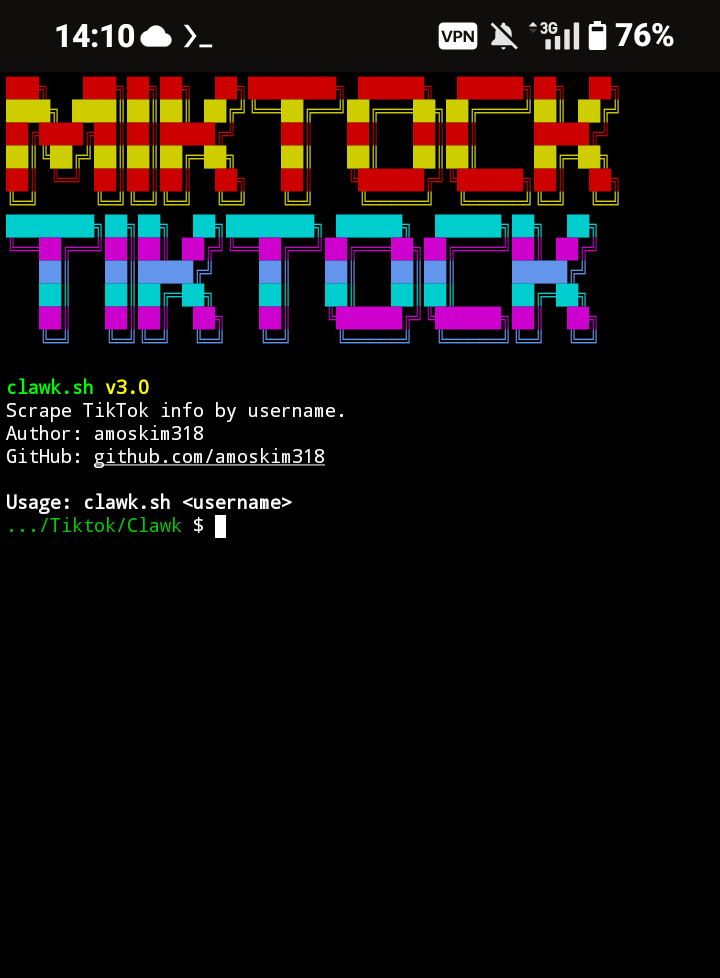 14:10 VPN 3G 76%
MIKTOCK
TIKTOCK
clawk.sh v3.0
Scrape TikTok info by username.
Author: amoskim318
GitHub: github.com/amoskim318
Usage: clawk.sh <username>
.../Tiktok/Clawk $